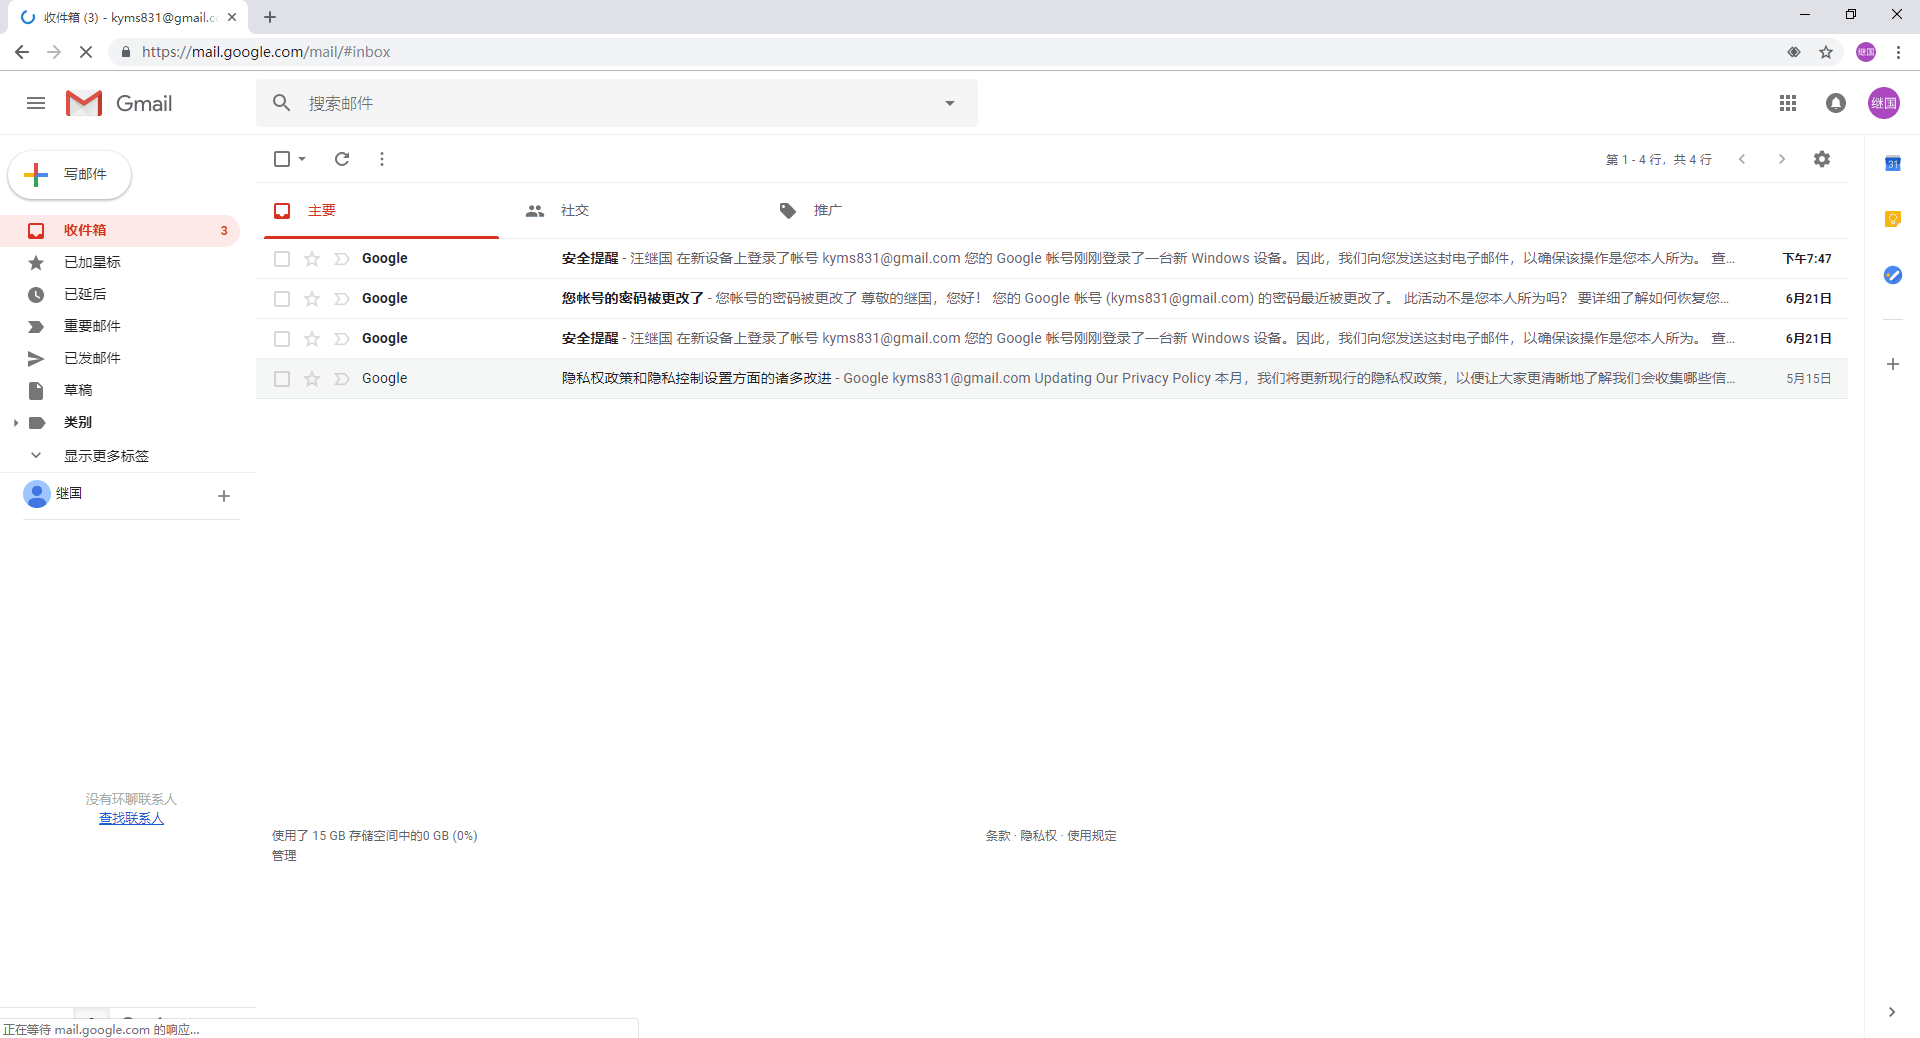 收件箱 (3) - kyms831@gmail.c
https://mail.google.com/mail/#inbox
继国
Gmail
搜索邮件
继国
写邮件
第 1 - 4 行，共 4 行
31
主要
社交
推广
收件箱 3
已加星标
已延后
重要邮件
已发邮件
草稿
类别
显示更多标签
继国
Google 安全提醒 - 汪继国 在新设备上登录了帐号 kyms831@gmail.com 您的 Google 帐号刚刚登录了一台新 Windows 设备。因此，我们向您发送这封电子邮件，以确保该操作是您本人所为。 查... 下午7:47
Google 您帐号的密码被更改了 - 您帐号的密码被更改了 尊敬的继国，您好！ 您的 Google 帐号 (kyms831@gmail.com) 的密码最近被更改了。 此活动不是您本人所为吗？ 要详细了解如何恢复您... 6月21日
Google 安全提醒 - 汪继国 在新设备上登录了帐号 kyms831@gmail.com 您的 Google 帐号刚刚登录了一台新 Windows 设备。因此，我们向您发送这封电子邮件，以确保该操作是您本人所为。 查... 6月21日
Google 隐私权政策和隐私控制设置方面的诸多改进 - Google kyms831@gmail.com Updating Our Privacy Policy 本月，我们将更新现行的隐私权政策，以便让大家更清晰地了解我们会收集哪些信... 5月15日
没有环聊联系人
查找联系人
使用了 15 GB 存储空间中的0 GB (0%)
管理
条款 · 隐私权 · 使用规定
正在等待 mail.google.com 的响应...